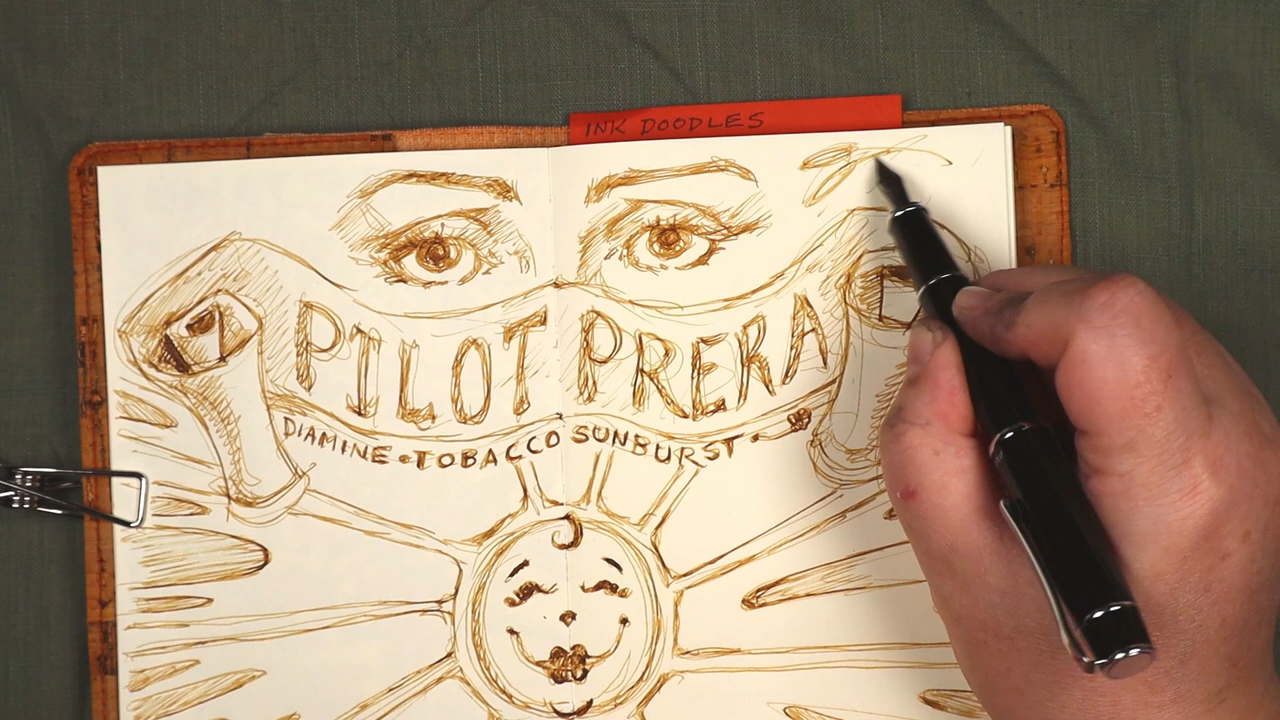 INK DOODLES
PILOT PRERA
DIAMINE • TOBACCO SUNBURST